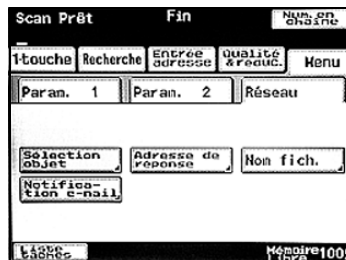 Scan Prêt
Fin
Num. en
chaîne
1-touche
Recherche
Entrée
adresse
Qualité
&réduc.
Menu
Param. 1
Param. 2
Réseau
Sélection
objet
Adresse de
réponse
Nom fich.
Notifica-
tion e-mail
Liste
tâches
Mémoire
Libre
100%